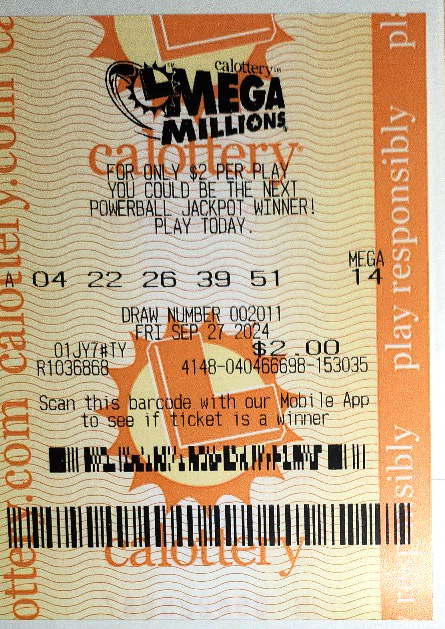 calottery
MEGA
MILLIONS
calottery
FOR ONLY $2 PER PLAY
YOU COULD BE THE NEXT
POWERBALL JACKPOT WINNER!
PLAY TODAY.
MEGA
A 04 22 26 39 51 14
DRAW NUMBER 002011
FRI SEP 27 2024
01JY7#TY $2.00
R1036868 4148-040466698-153035
Scan this barcode with our Mobile App
to see if ticket is a winner
calottery
ottery.com calottery.com ca
play responsibly